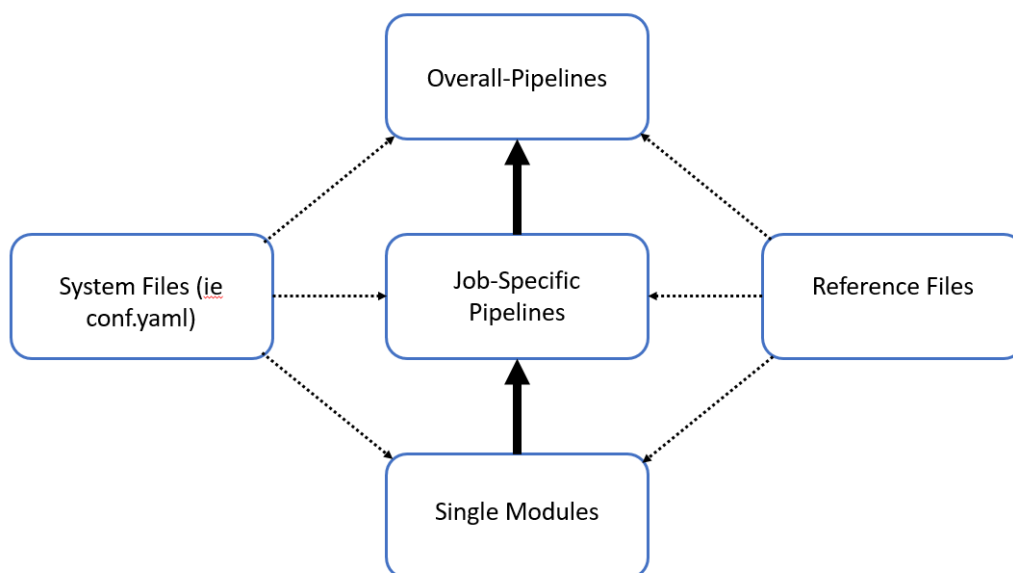 Overall-Pipelines
System Files (ie
conf.yaml)
Job-Specific
Pipelines
Reference Files
Single Modules